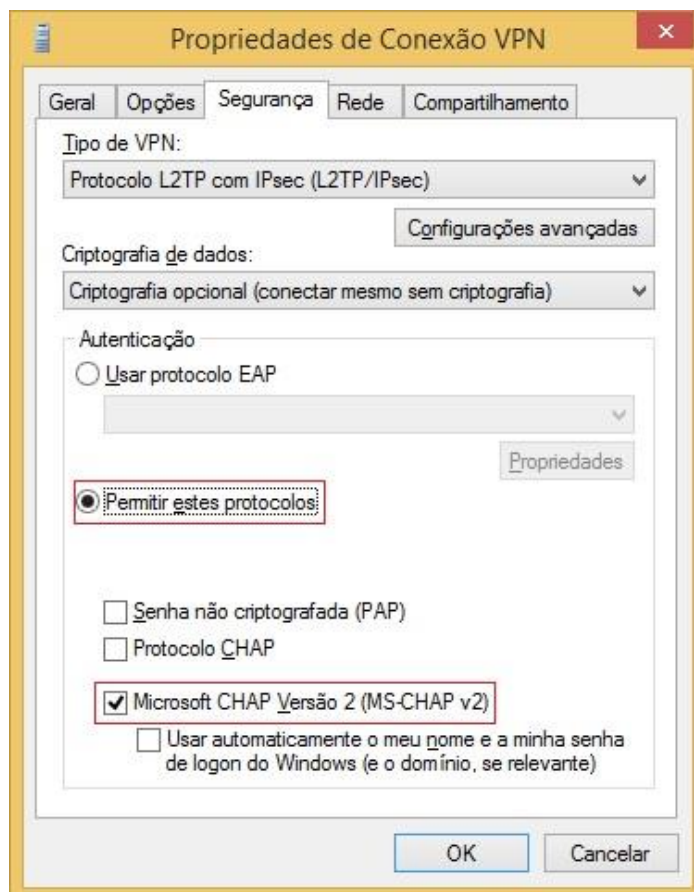 Propriedades de Conexão VPN
Geral Opções Segurança Rede Compartilhamento
Tipo de VPN:
Protocolo L2TP com IPsec (L2TP/IPsec)
Configurações avançadas
Criptografia de dados:
Criptografia opcional (conectar mesmo sem criptografia)
Autenticação
Usar protocolo EAP
Propriedades
Permitir estes protocolos
Senha não criptografada (PAP)
Protocolo CHAP
Microsoft CHAP Versão 2 (MS-CHAP v2)
Usar automaticamente o meu nome e a minha senha
de logon do Windows (e o domínio, se relevante)
OK Cancelar